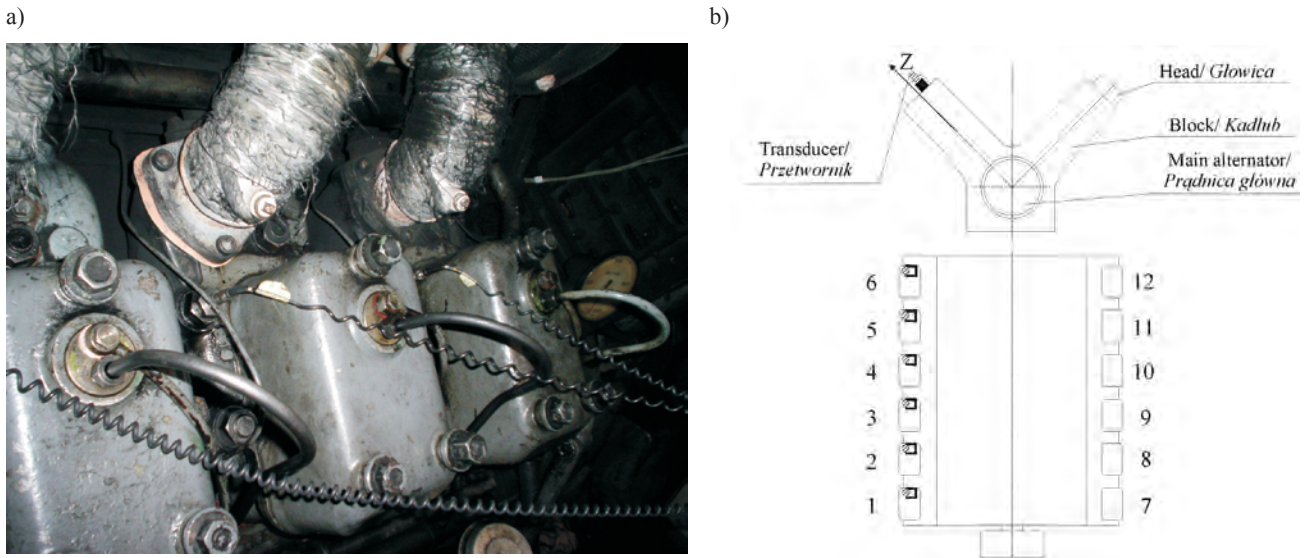 a)
b)
Z
Head/ Głowica
Block/ Kadłub
Transducer/
Przetwornik
Main alternator/
Prądnica główna
6
12
5
11
4
10
3
9
2
8
1
7